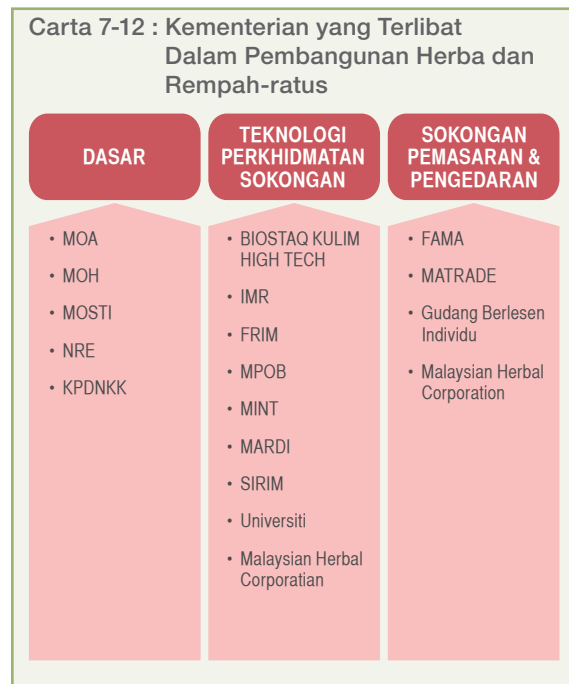 Carta 7-12 : Kementerian yang Terlibat
Dalam Pembangunan Herba dan
Rempah-ratus
DASAR
• MOA
• MOH
• MOSTI
• NRE
• KPDNKK
TEKNOLOGI
PERKHIDMATAN
SOKONGAN
• BIOSTAQ KULIM
HIGH TECH
• IMR
• FRIM
• MPOB
• MINT
• MARDI
• SIRIM
• Universiti
• Malaysian Herbal
Corporatian
SOKONGAN
PEMASARAN &
PENGEDARAN
• FAMA
• MATRADE
• Gudang Berlesen
Individu
• Malaysian Herbal
Corporation